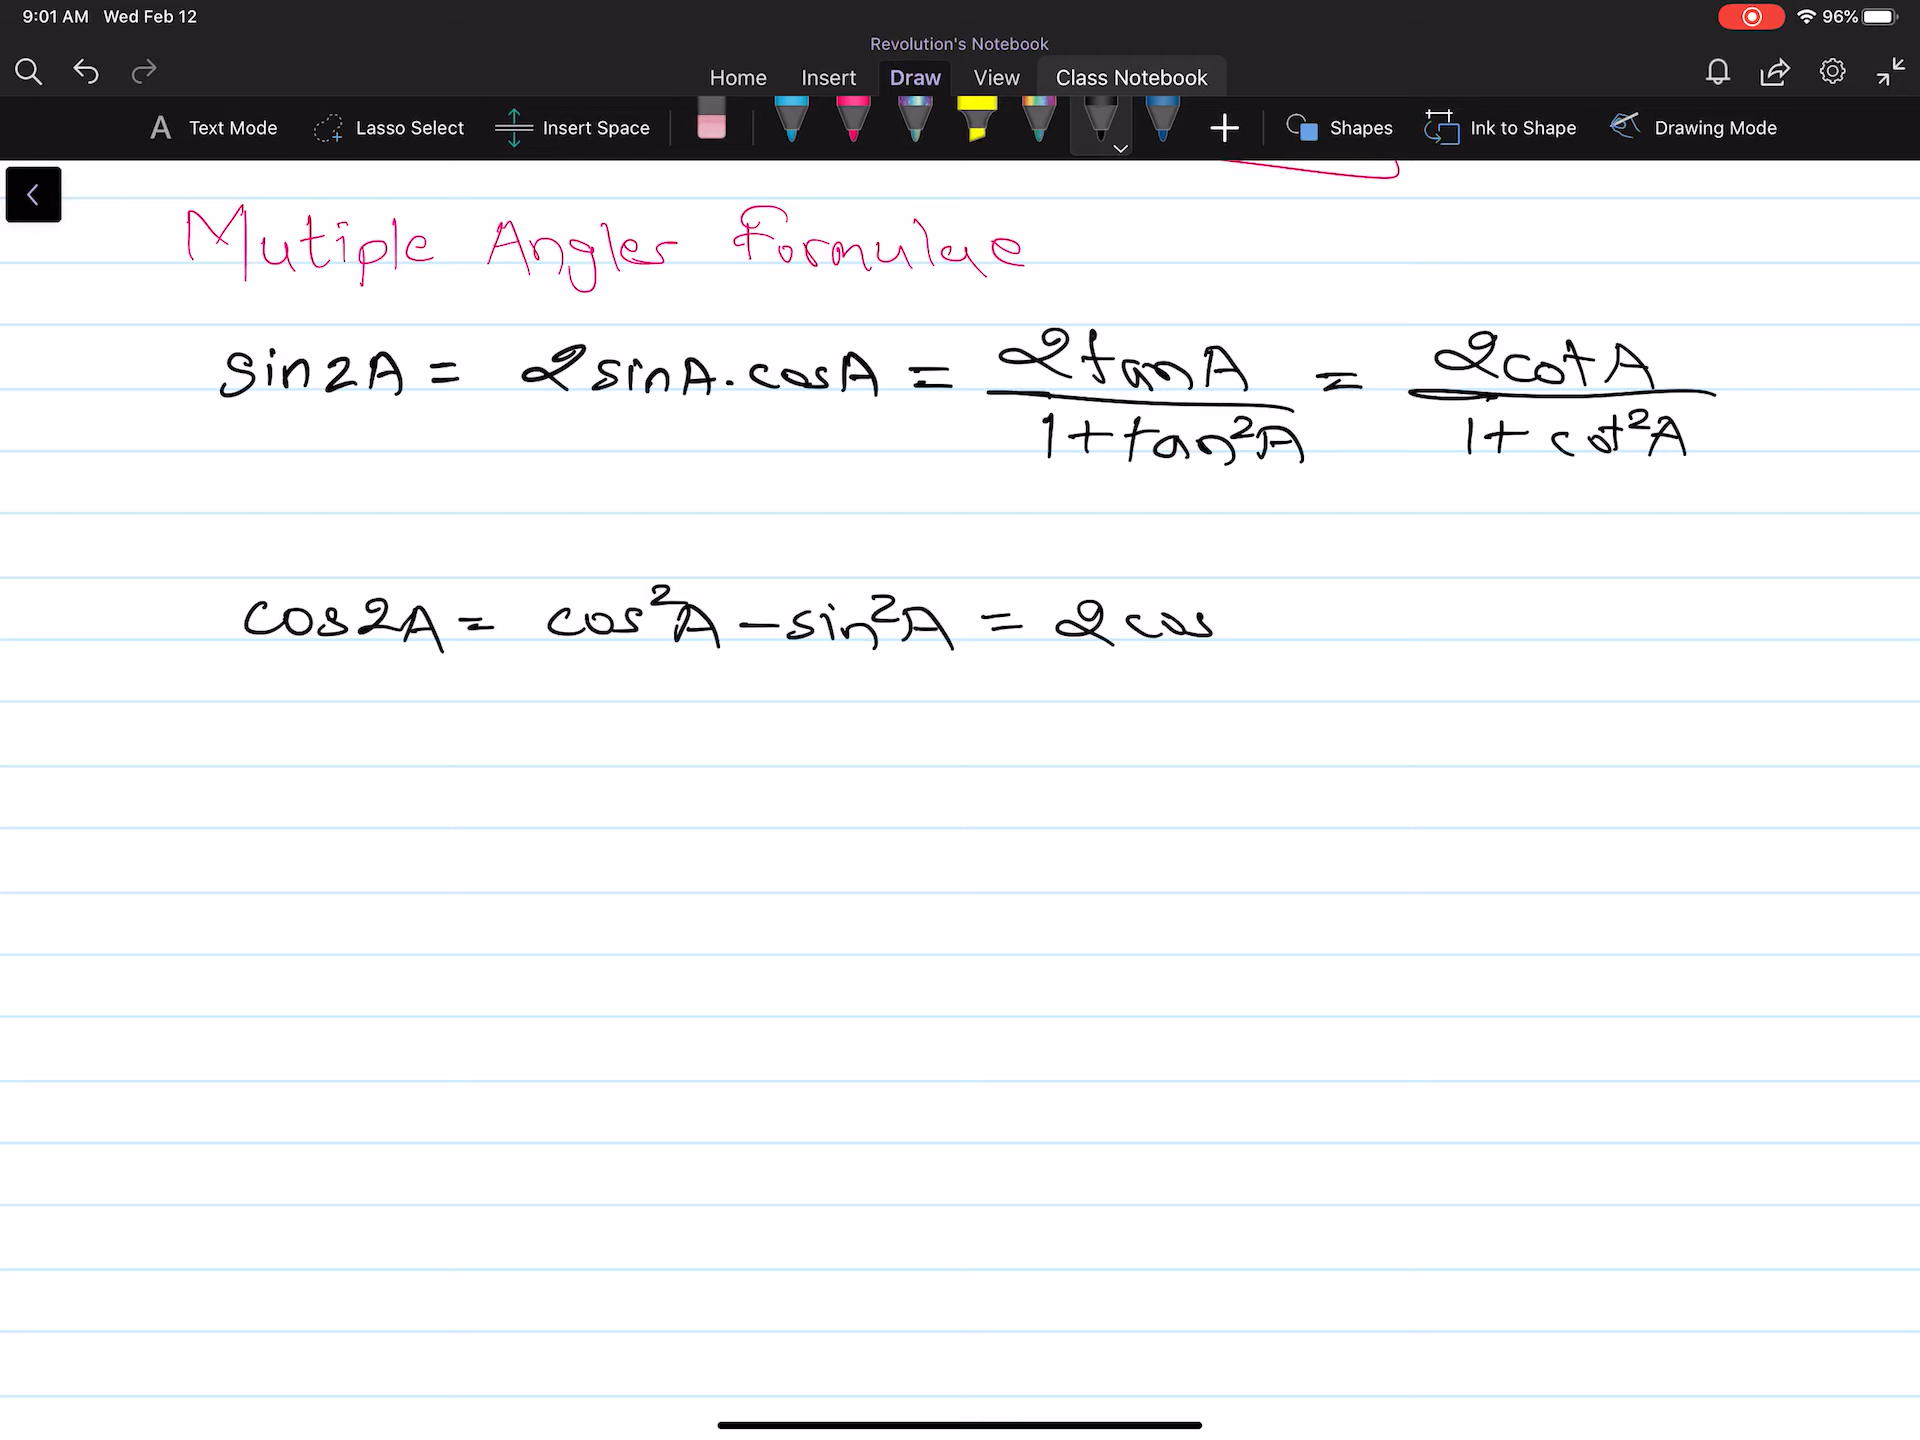 9:01 AM Wed Feb 12 96%
Revolution's Notebook
Home Insert Draw View Class Notebook
A Text Mode Lasso Select Insert Space Shapes Ink to Shape Drawing Mode
Mutiple Angles Formulae
sin2A = 2sinA.cosA = 2tanA/1+tan²A = 2cotA/1+cot²A
cos2A = cos²A - sin²A = 2cos